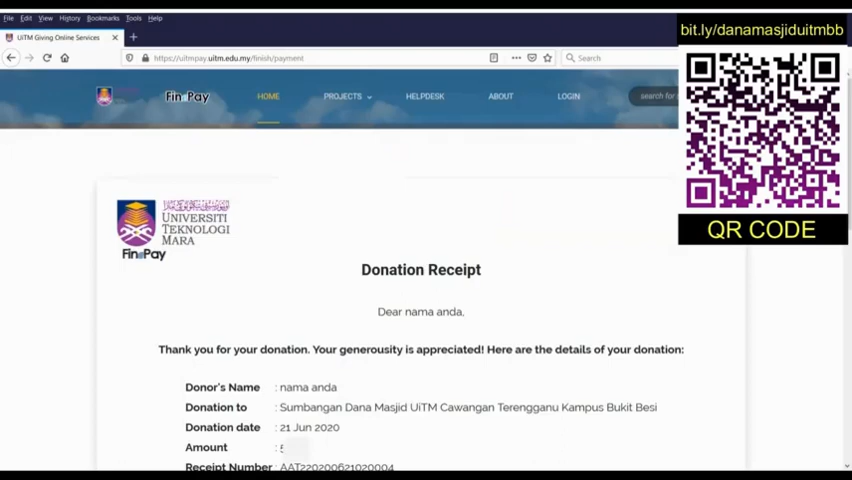 File Edit View History Bookmarks Tools Help
bit.ly/danamasjiduitmbb
UiTM Giving Online Services
https://uitmpay.uitm.edu.my/finish/payment
Search
FinePay
HOME
PROJECTS
HELPDESK
ABOUT
LOGIN
search for
QR CODE
UNIVERSITI
TEKNOLOGI
MARA
FinePay
Donation Receipt
Dear nama anda,
Thank you for your donation. Your generousity is appreciated! Here are the details of your donation:
Donor's Name : nama anda
Donation to : Sumbangan Dana Masjid UiTM Cawangan Terengganu Kampus Bukit Besi
Donation date : 21 Jun 2020
Amount :
Receipt Number : AAT220200621020004